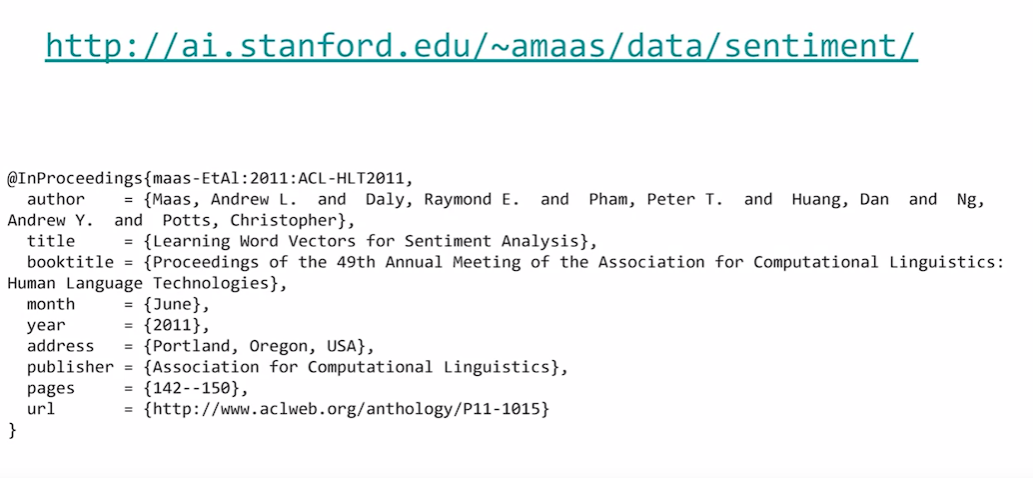 http://ai.stanford.edu/~amaas/data/sentiment/
@InProceedings{maas-EtAl:2011:ACL-HLT2011,
  author    = {Maas, Andrew L.  and  Daly, Raymond E.  and  Pham, Peter T.  and  Huang, Dan  and  Ng,
Andrew Y.  and  Potts, Christopher},
  title     = {Learning Word Vectors for Sentiment Analysis},
  booktitle = {Proceedings of the 49th Annual Meeting of the Association for Computational Linguistics:
Human Language Technologies},
  month     = {June},
  year      = {2011},
  address   = {Portland, Oregon, USA},
  publisher = {Association for Computational Linguistics},
  pages     = {142--150},
  url       = {http://www.aclweb.org/anthology/P11-1015}
}